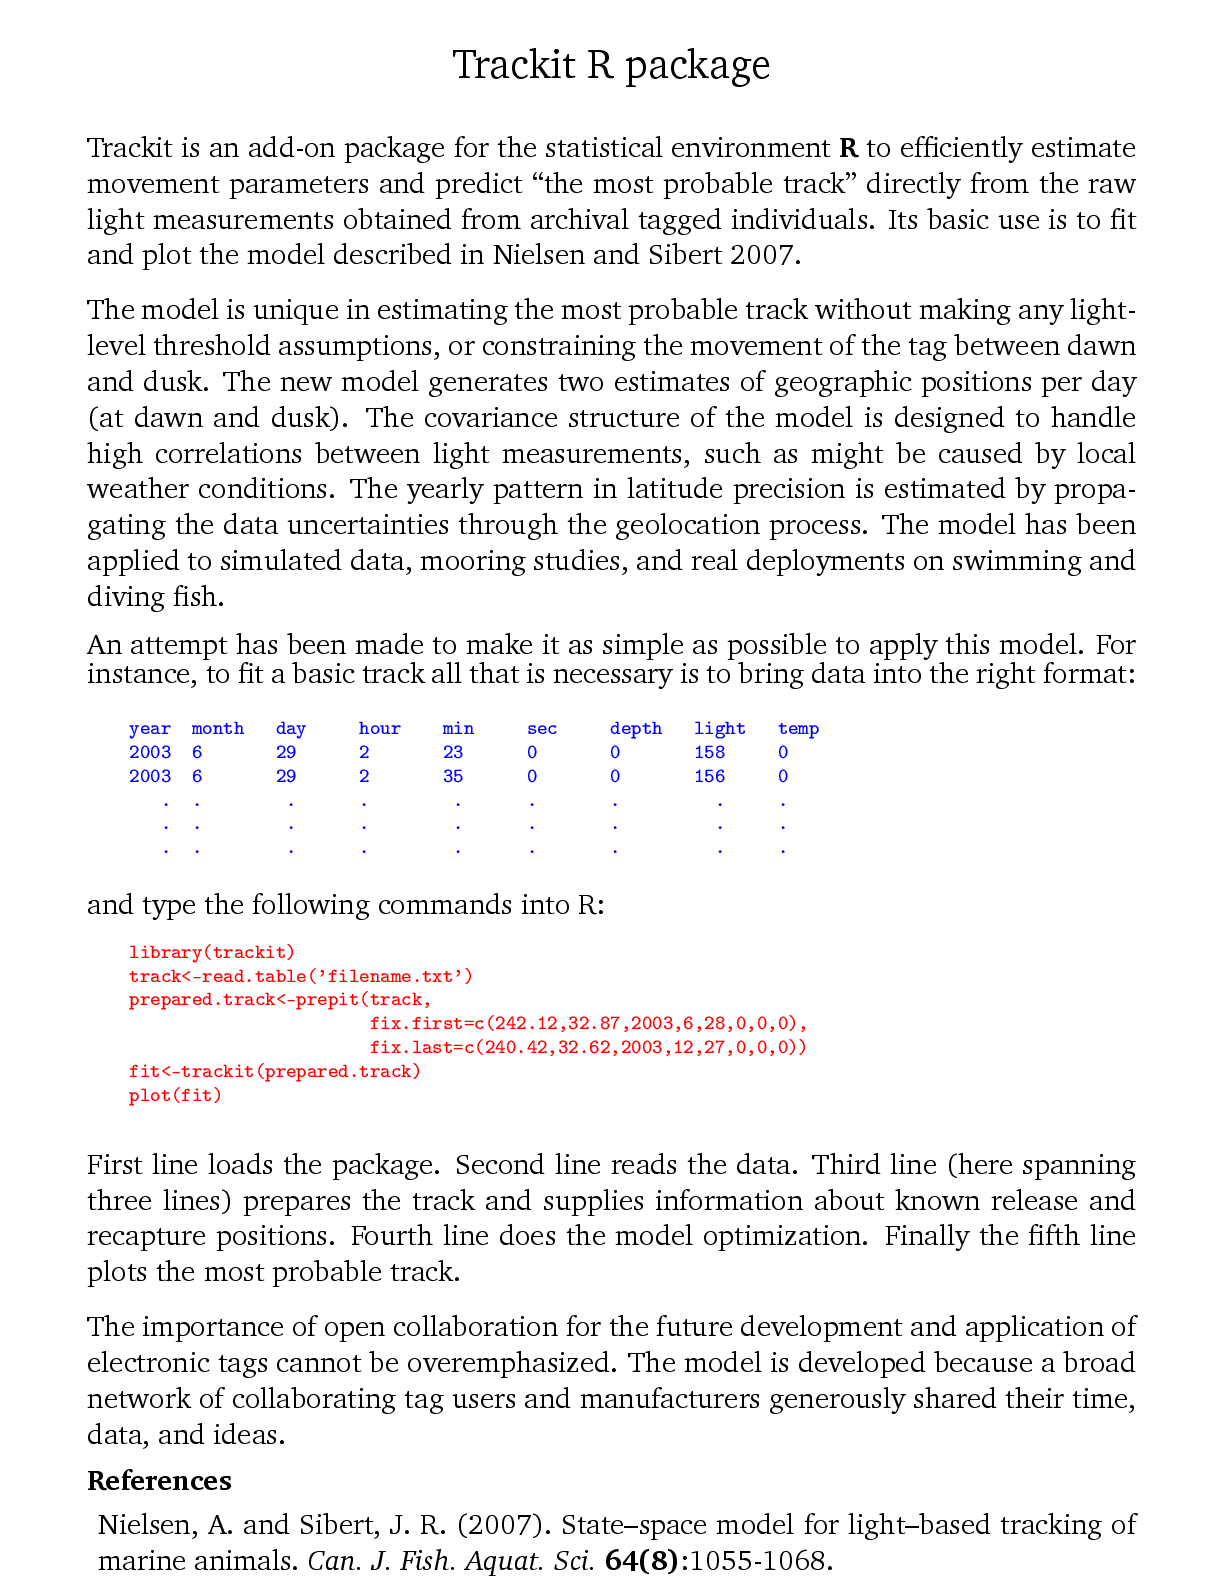 Trackit R package
Trackit is an add-on package for the statistical environment R to efficiently estimate
movement parameters and predict “the most probable track” directly from the raw
light measurements obtained from archival tagged individuals. Its basic use is to fit
and plot the model described in Nielsen and Sibert 2007.
The model is unique in estimating the most probable track without making any light-
level threshold assumptions, or constraining the movement of the tag between dawn
and dusk. The new model generates two estimates of geographic positions per day
(at dawn and dusk). The covariance structure of the model is designed to handle
high correlations between light measurements, such as might be caused by local
weather conditions. The yearly pattern in latitude precision is estimated by propa-
gating the data uncertainties through the geolocation process. The model has been
applied to simulated data, mooring studies, and real deployments on swimming and
diving fish.
An attempt has been made to make it as simple as possible to apply this model. For
instance, to fit a basic track all that is necessary is to bring data into the right format:
year month day hour min sec depth light temp
2003 6 29 2 23 0 0 158 0
2003 6 29 2 35 0 0 156 0
. . . . . . . . .
. . . . . . . . .
. . . . . . . . .
and type the following commands into R:
library(trackit)
track<-read.table(’filename.txt’)
prepared.track<-prepit(track,
fix.first=c(242.12,32.87,2003,6,28,0,0,0),
fix.last=c(240.42,32.62,2003,12,27,0,0,0))
fit<-trackit(prepared.track)
plot(fit)
First line loads the package. Second line reads the data. Third line (here spanning
three lines) prepares the track and supplies information about known release and
recapture positions. Fourth line does the model optimization. Finally the fifth line
plots the most probable track.
The importance of open collaboration for the future development and application of
electronic tags cannot be overemphasized. The model is developed because a broad
network of collaborating tag users and manufacturers generously shared their time,
data, and ideas.
References
Nielsen, A. and Sibert, J. R. (2007). State–space model for light–based tracking of
marine animals. Can. J. Fish. Aquat. Sci. 64(8):1055-1068.